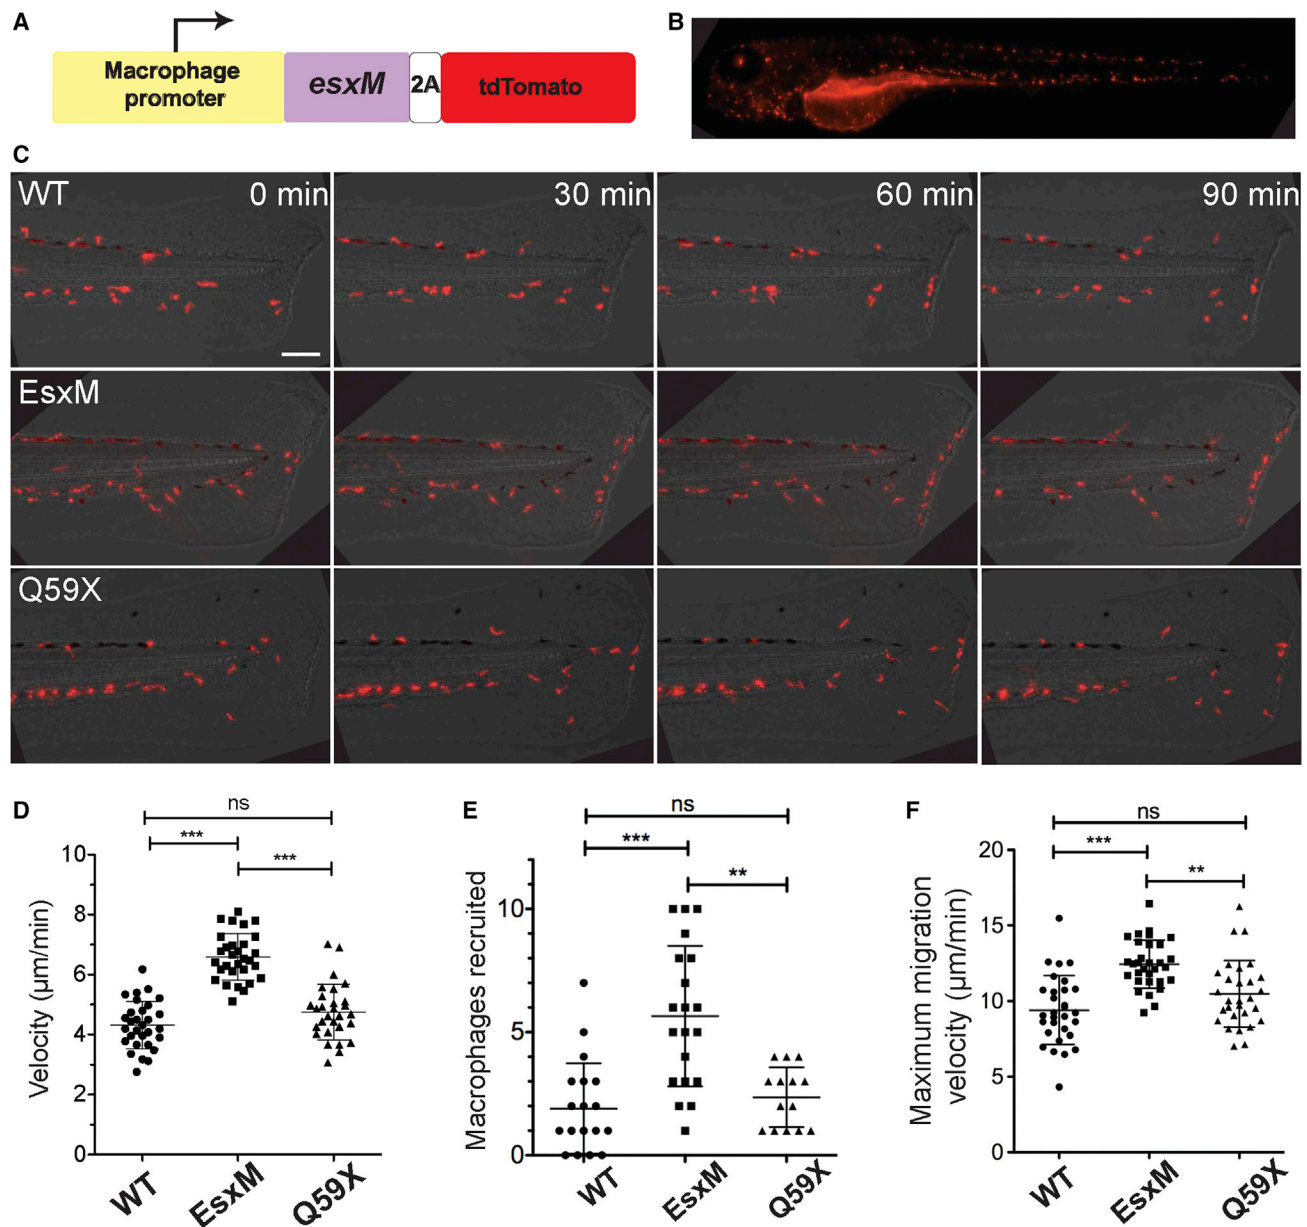 A
Macrophage
promoter
esxM
2A
tdTomato
B
C
WT
0 min
30 min
60 min
90 min
EsxM
Q59X
D
ns
***
***
10
8
6
4
2
0
Velocity (µm/min)
WT
EsxM
Q59X
E
ns
***
**
10
5
0
Macrophages recruited
WT
EsxM
Q59X
F
ns
***
**
20
15
10
5
0
Maximum migration
velocity (µm/min)
WT
EsxM
Q59X